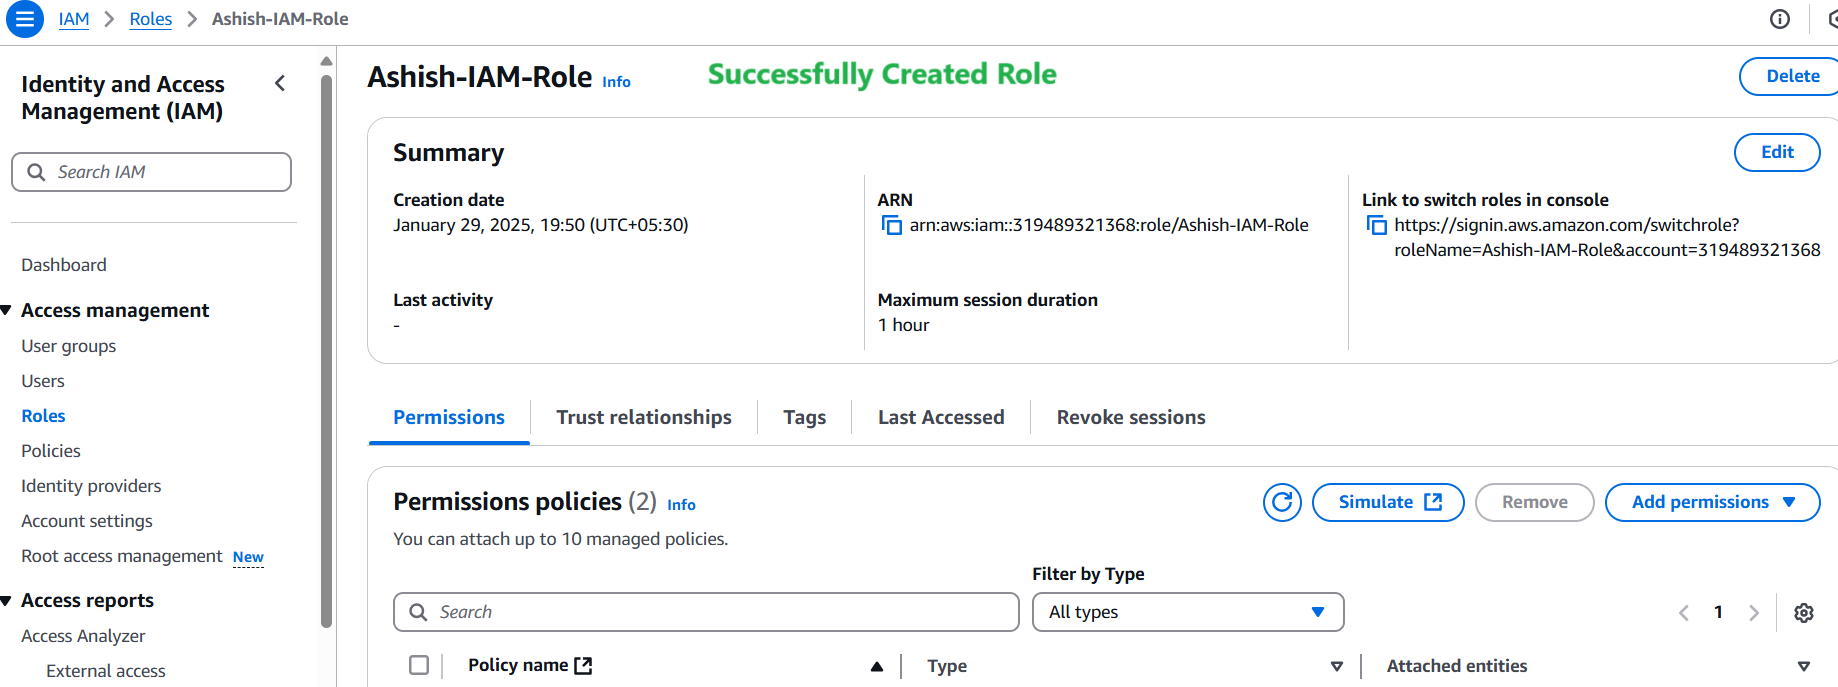 IAM > Roles > Ashish-IAM-Role
Identity and Access
Management (IAM)
Search IAM
Dashboard
Access management
User groups
Users
Roles
Policies
Identity providers
Account settings
Root access management New
Access reports
Access Analyzer
External access
Ashish-IAM-Role Info
Successfully Created Role
Delete
Summary
Edit
Creation date
January 29, 2025, 19:50 (UTC+05:30)
ARN
arn:aws:iam::319489321368:role/Ashish-IAM-Role
Link to switch roles in console
https://signin.aws.amazon.com/switchrole?
roleName=Ashish-IAM-Role&account=319489321368
Last activity
-
Maximum session duration
1 hour
Permissions
Trust relationships
Tags
Last Accessed
Revoke sessions
Permissions policies (2) Info
Simulate
Remove
Add permissions
You can attach up to 10 managed policies.
Filter by Type
Search
All types
1
Policy name
Type
Attached entities